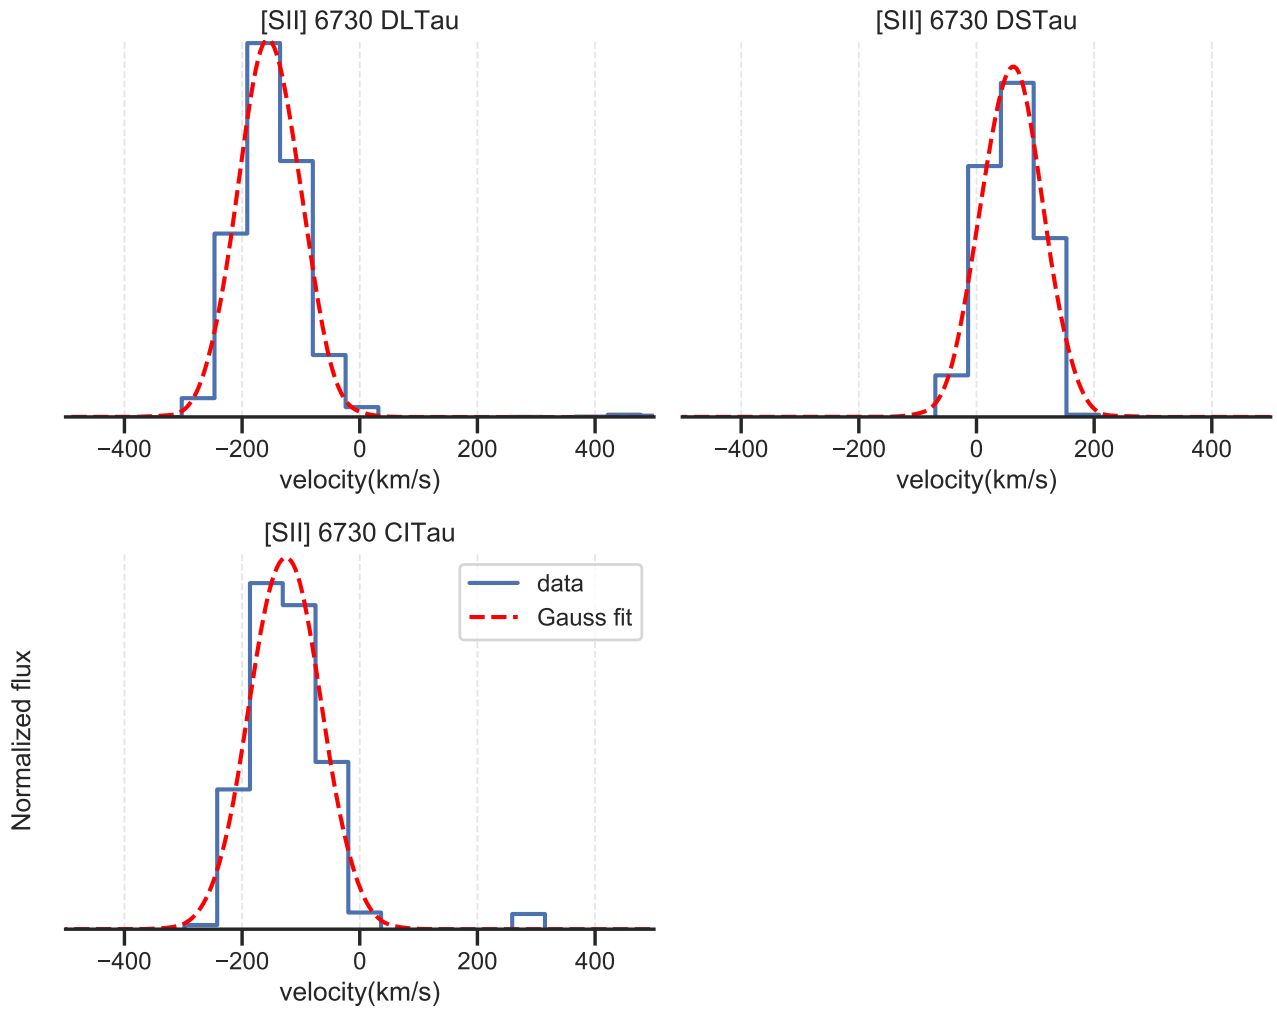 [SII] 6730 DLTau
−400 −200 0 200 400
velocity(km/s)
[SII] 6730 DSTau
−400 −200 0 200 400
velocity(km/s)
[SII] 6730 CITau
data
Gauss fit
Normalized flux
−400 −200 0 200 400
velocity(km/s)